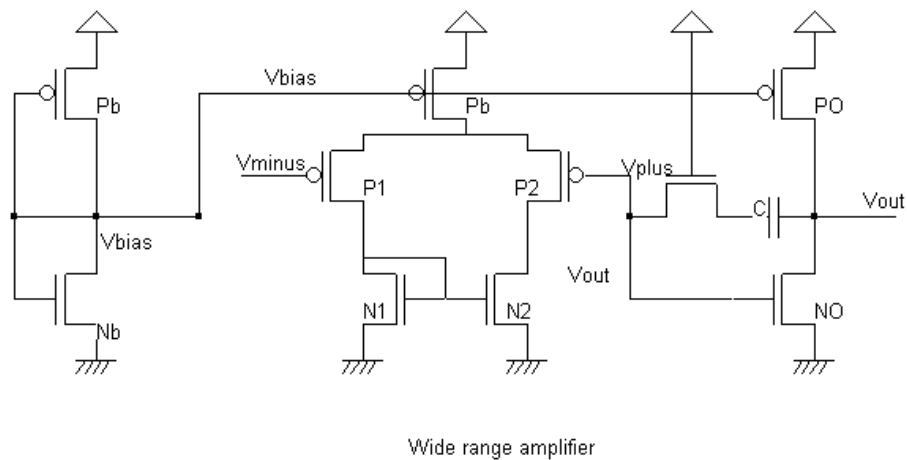 Vbias
Pb
Pb
PO
Vminus
Vplus
P1
P2
C
Vout
Vbias
Vout
Nb
N1
N2
NO
Wide range amplifier